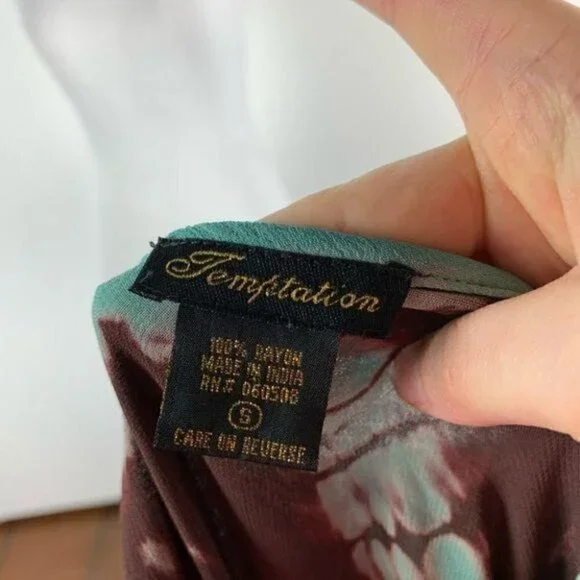 Temptation
100% RAYON
MADE IN INDIA
RN.# 060508
S
CARE ON REVERSE